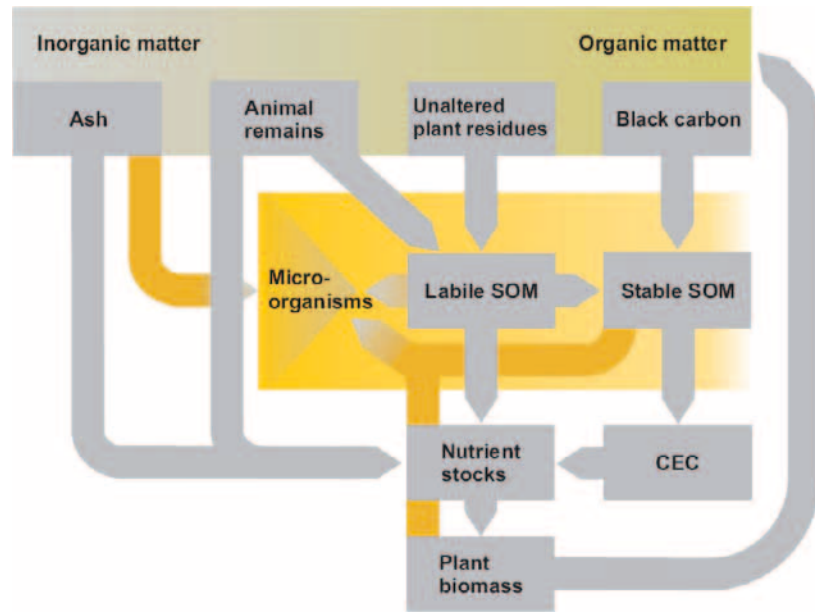 Inorganic matter
Organic matter
Ash
Animal
remains
Unaltered
plant residues
Black carbon
Micro-
organisms
Labile SOM
Stable SOM
Nutrient
stocks
CEC
Plant
biomass